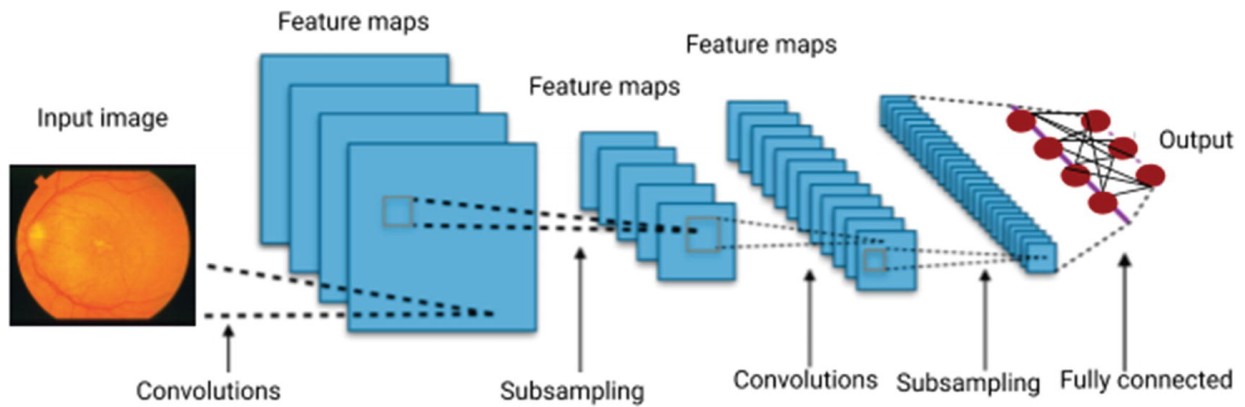 Feature maps
Feature maps
Feature maps
Input image
Output
Convolutions
Subsampling
Convolutions
Subsampling
Fully connected